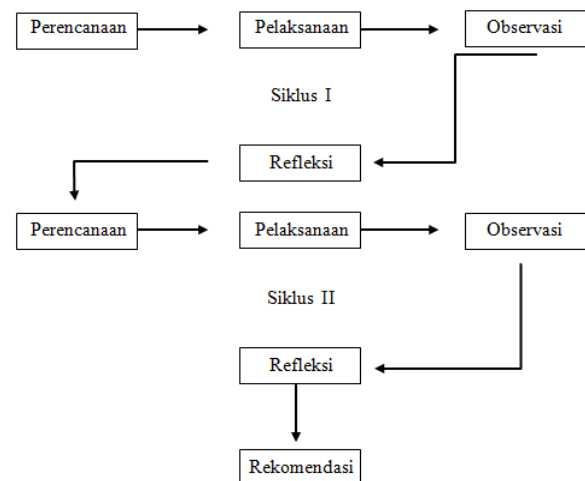 Perencanaan
Pelaksanaan
Observasi
Siklus I
Refleksi
Perencanaan
Pelaksanaan
Observasi
Siklus II
Refleksi
Rekomendasi